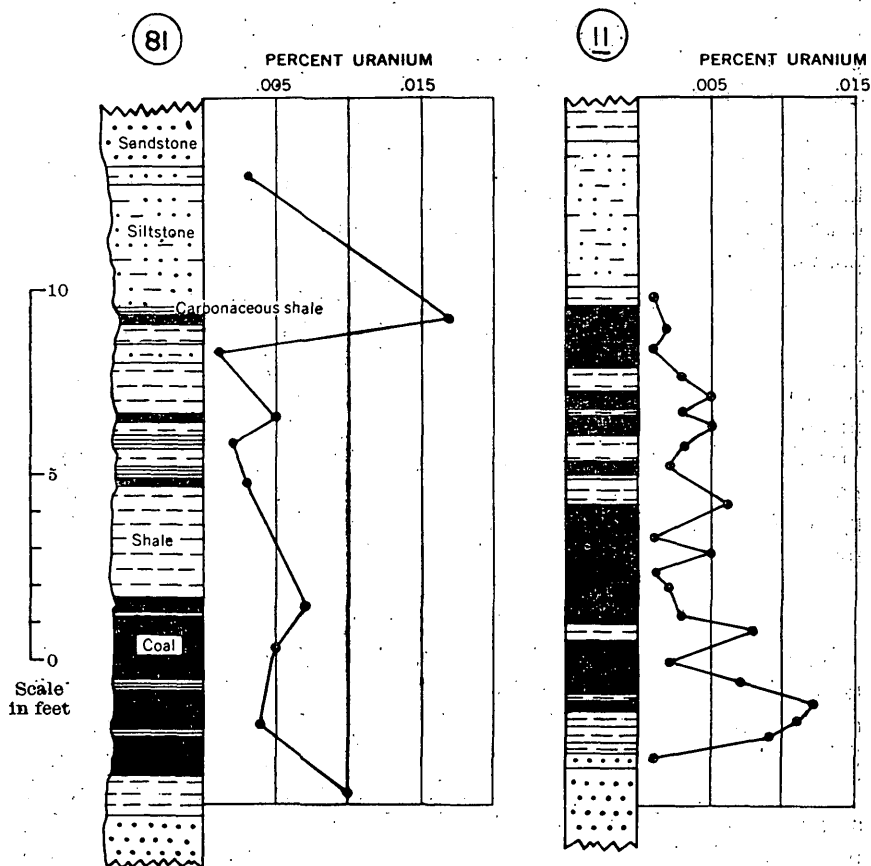 81
11
PERCENT URANIUM
PERCENT URANIUM
.0095 .015
.005 .015
Sandstone
Siltstone
10
Carbonaceous shale
5
Shale
Coal
0
Scale
in feet